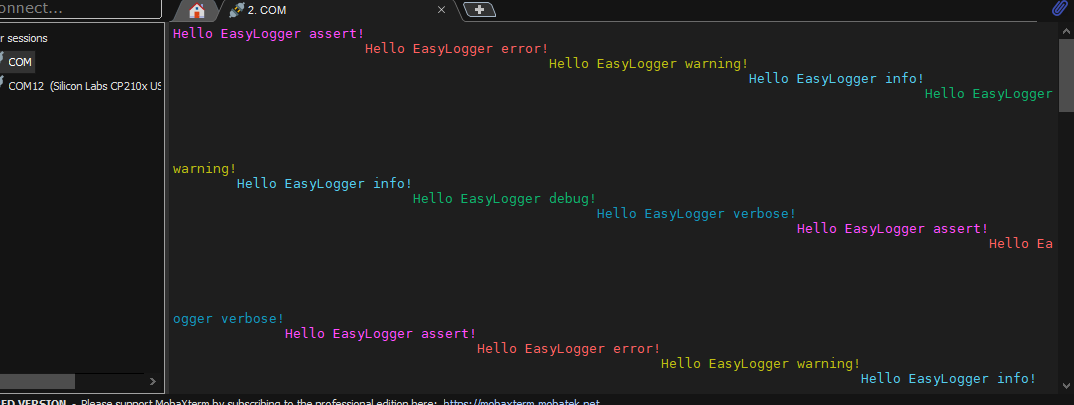 onnect...
2. COM
r sessions
COM
COM12 (Silicon Labs CP210x US
Hello EasyLogger assert!
Hello EasyLogger error!
Hello EasyLogger warning!
Hello EasyLogger info!
Hello EasyLogger
warning!
Hello EasyLogger info!
Hello EasyLogger debug!
Hello EasyLogger verbose!
Hello EasyLogger assert!
Hello Ea
ogger verbose!
Hello EasyLogger assert!
Hello EasyLogger error!
Hello EasyLogger warning!
Hello EasyLogger info!
ED VERSION - Please support MobaXterm by subscribing to the professional edition here: https://mobaxterm.mobatek.net